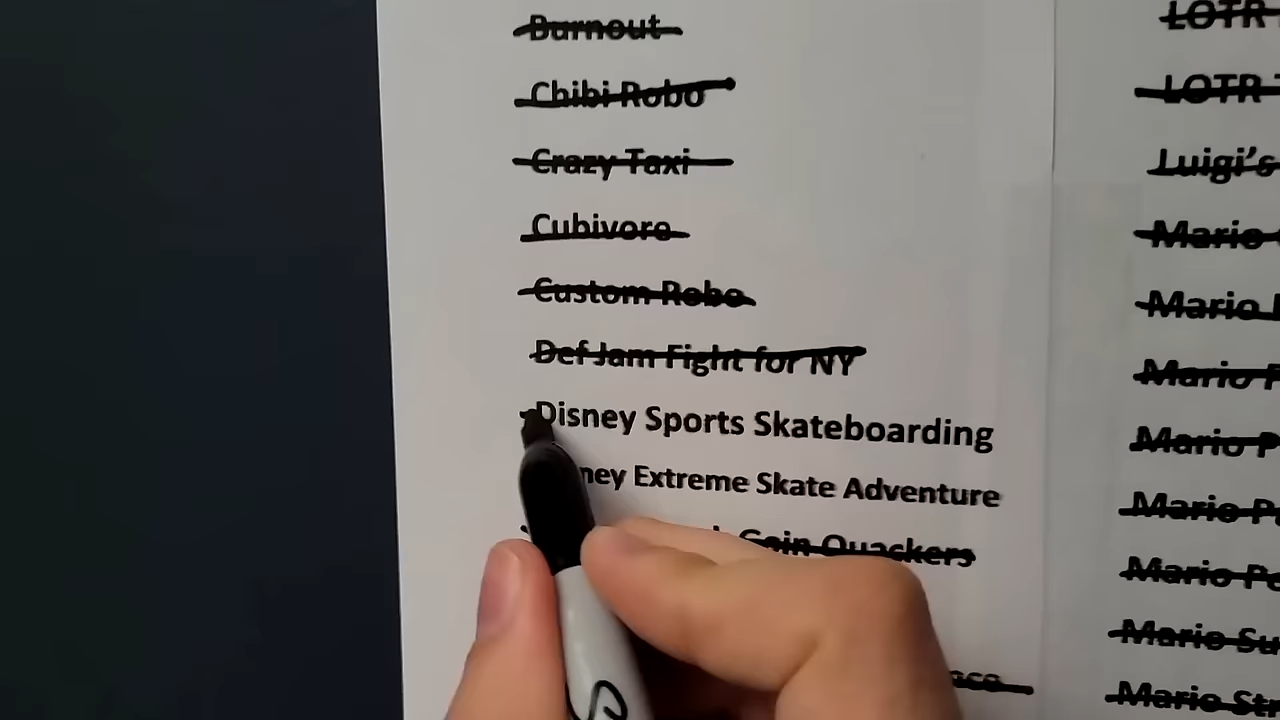 Burnout
Chibi Robo
Crazy Taxi
Cubivore
Custom Robo
Def Jam Fight for NY
Disney Sports Skateboarding
Extreme Skate Adventure
Goin Quackers
LOTR
LOTR
Luigi's
Mario
Mario
Mario
Mario
Mario
Mario
Mario
Mario